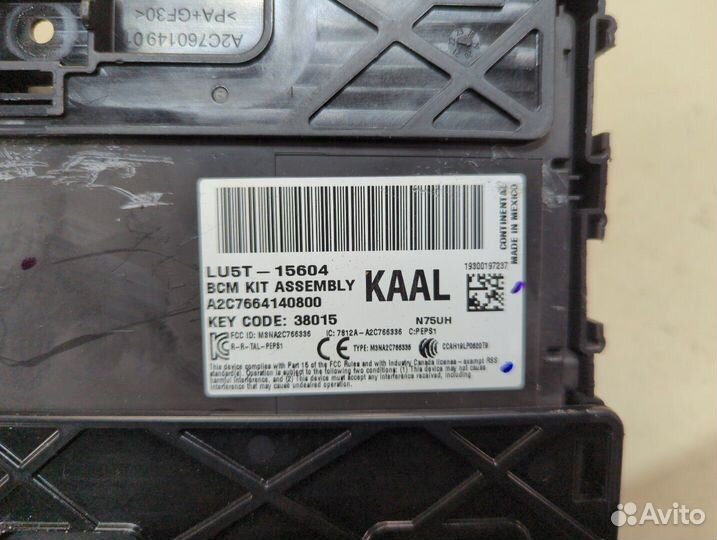 A2C76014901
>PA+GF30<
LU5T-15604
BCM KIT ASSEMBLY
A2C7664140800
KEY CODE: 38015
KAAL
N75UH
19300197237
CONTINENTAL
MADE IN MEXICO
FCC ID: M3NA2C766336 IC: 7812A-A2C766336 C:PEPS1
R-R-TAL-PEPS1
TYPE: M3NA2C766336
CCAH19LP0620T9
This device complies with Part 15 of the FCC Rules and with Industry Canada license - exempt RSS
standard(s). Operation is subject to the following two conditions: (1) This device may not cause
harmful interference, and (2) This device must accept any interference received, including
interference that may cause undesired operation.
Avito